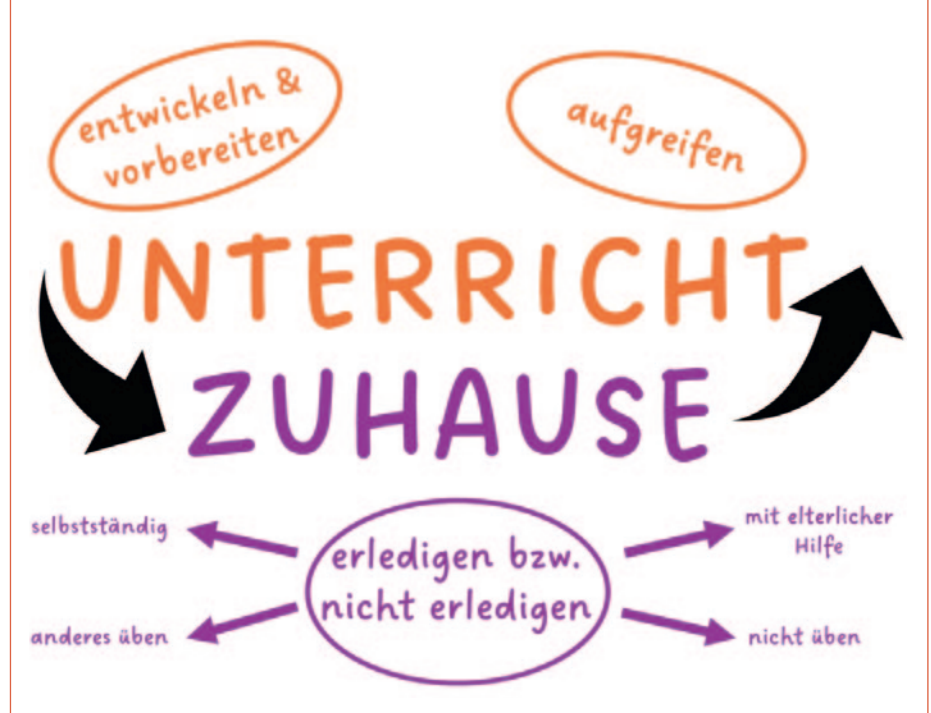 entwickeln &
vorbereiten
aufgreifen
UNTERRICHT
ZUHAUSE
selbstständig
erledigen bzw.
nicht erledigen
mit elterlicher
Hilfe
anderes üben
nicht üben